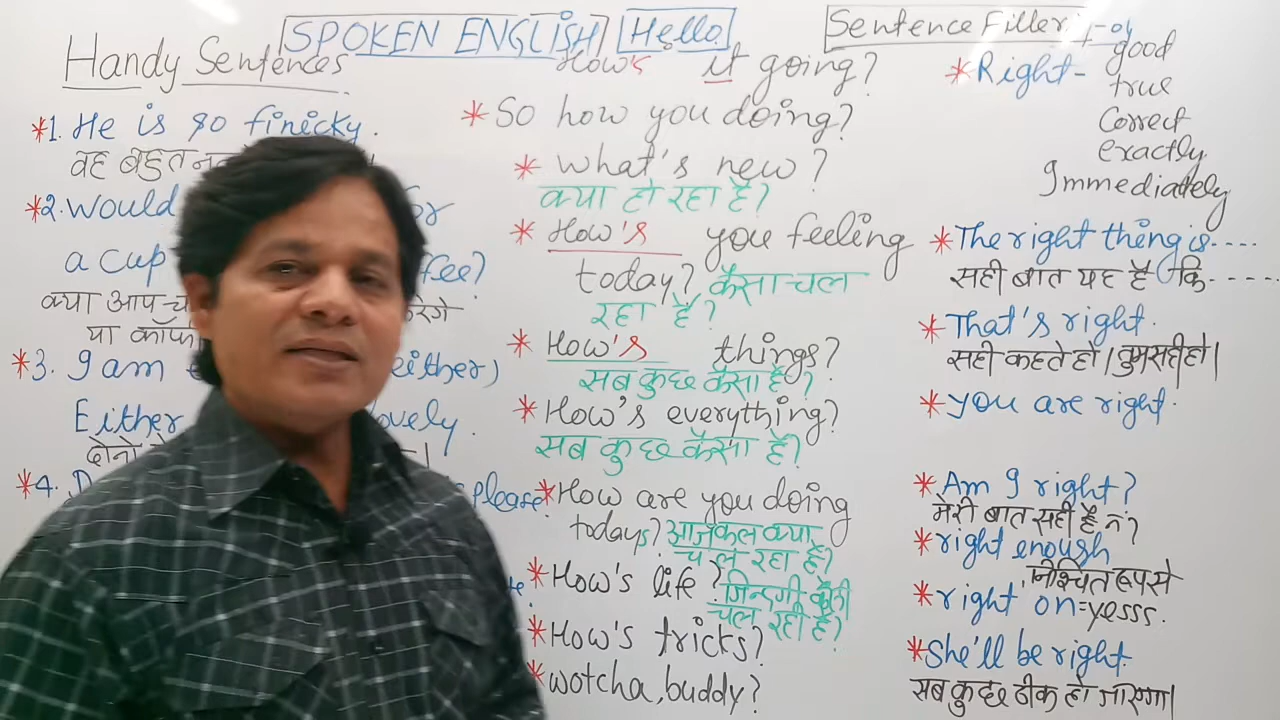 SPOKEN ENGLISH
Hello
Handy Sentences
*1. He is so finicky.
वह बहुत
*2. Would
a cup
क्या आप
या कॉफी
*3. I am
either)
Either
lovely.
दोनों
*4.
please.
How's it going?
*So how you doing?
*What's new?
क्या हो रहा है?
*How's you feeling
today? कैसा चल
रहा है?
*How's things?
सब कुछ कैसा है?
*How's everything?
सब कुछ कैसा है?
*How are you doing
todays? आजकल क्या
चल रहा है?
*How's life? जिन्दगी कैसी
चल रही है?
*How's tricks?
*wotcha, buddy?
Sentence Filler:-
*Right-
good
true
Correct
exactly
Immediately
*The right thing is....
सही बात यह है कि-----
*That's right.
सही कहते हो। तुम सही हो।
*you are right.
*Am I right?
मेरी बात सही है न?
*right enough
निश्चित रूप से
*right on=yesss.
*She'll be right.
सब कुछ ठीक हो जाएगा।